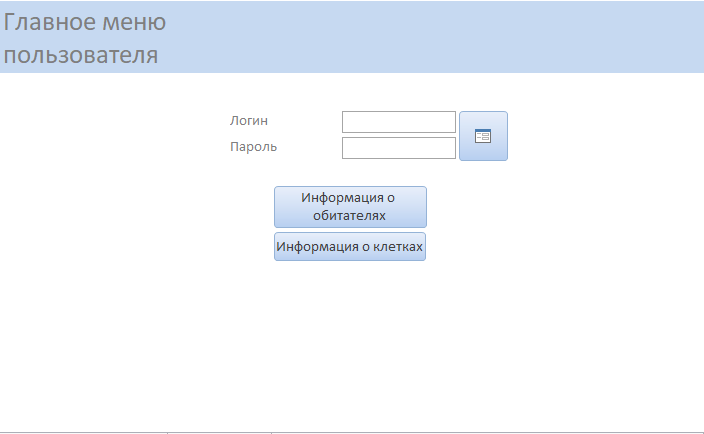 Главное меню
пользователя
Логин
Пароль
Информация о
обитателях
Информация о клетках